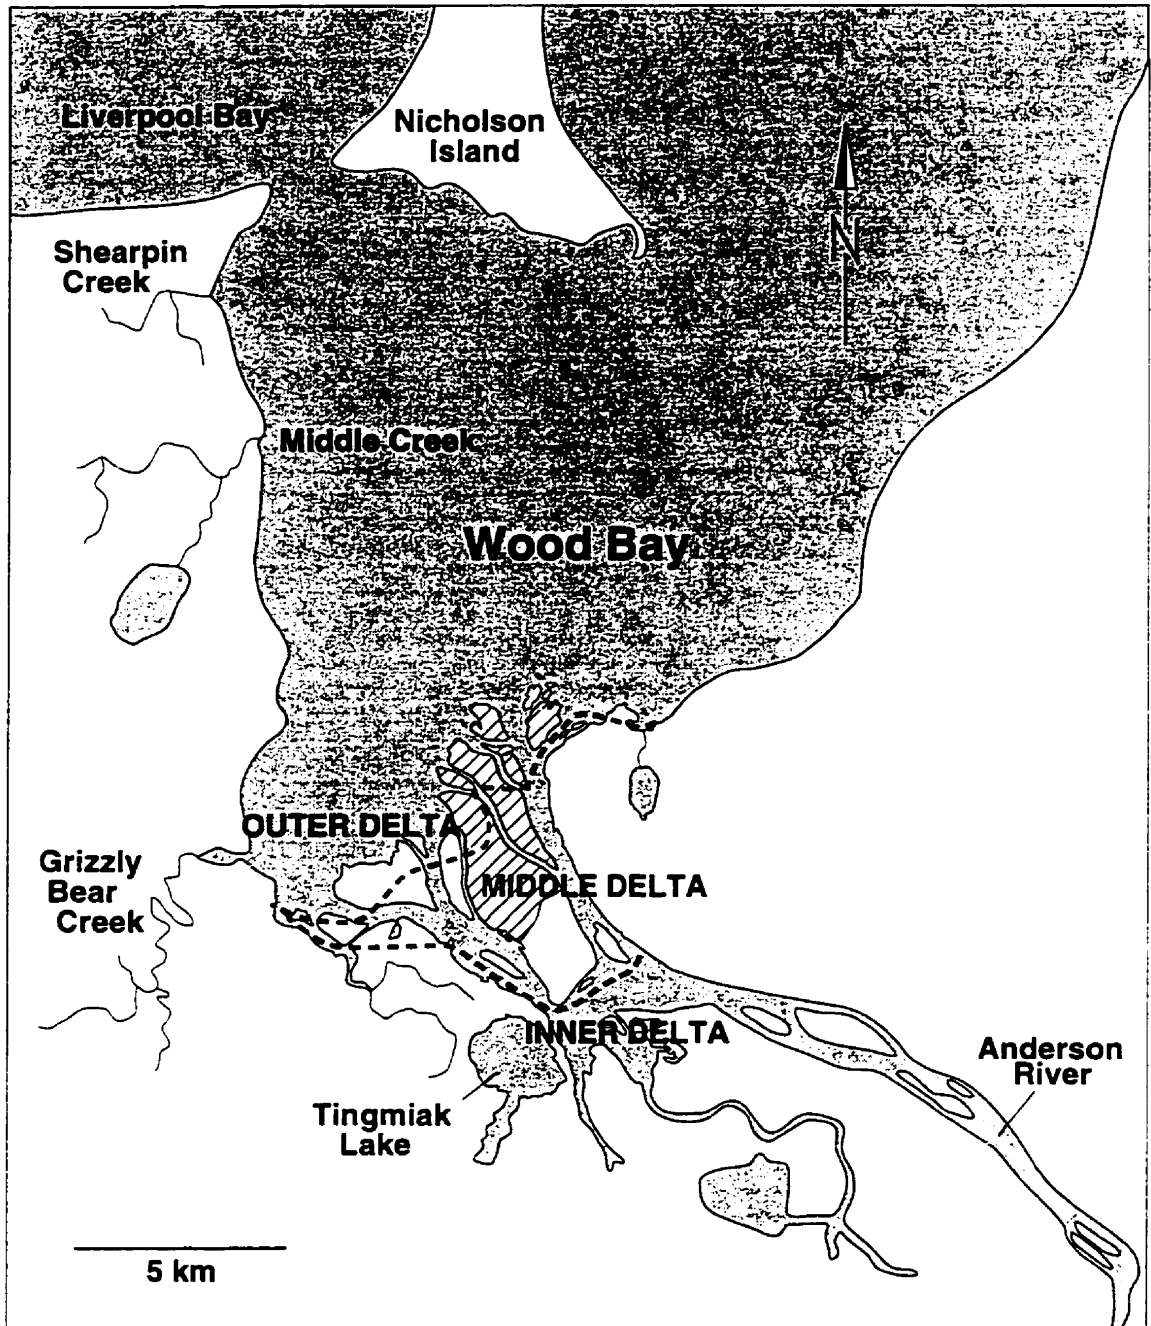 Liverpool Bay
Nicholson
Island
N
Shearpin
Creek
Middle Creek
Wood Bay
OUTER DELTA
Grizzly
Bear
Creek
MIDDLE DELTA
INNER DELTA
Anderson
River
Tingmiak
Lake
5 km